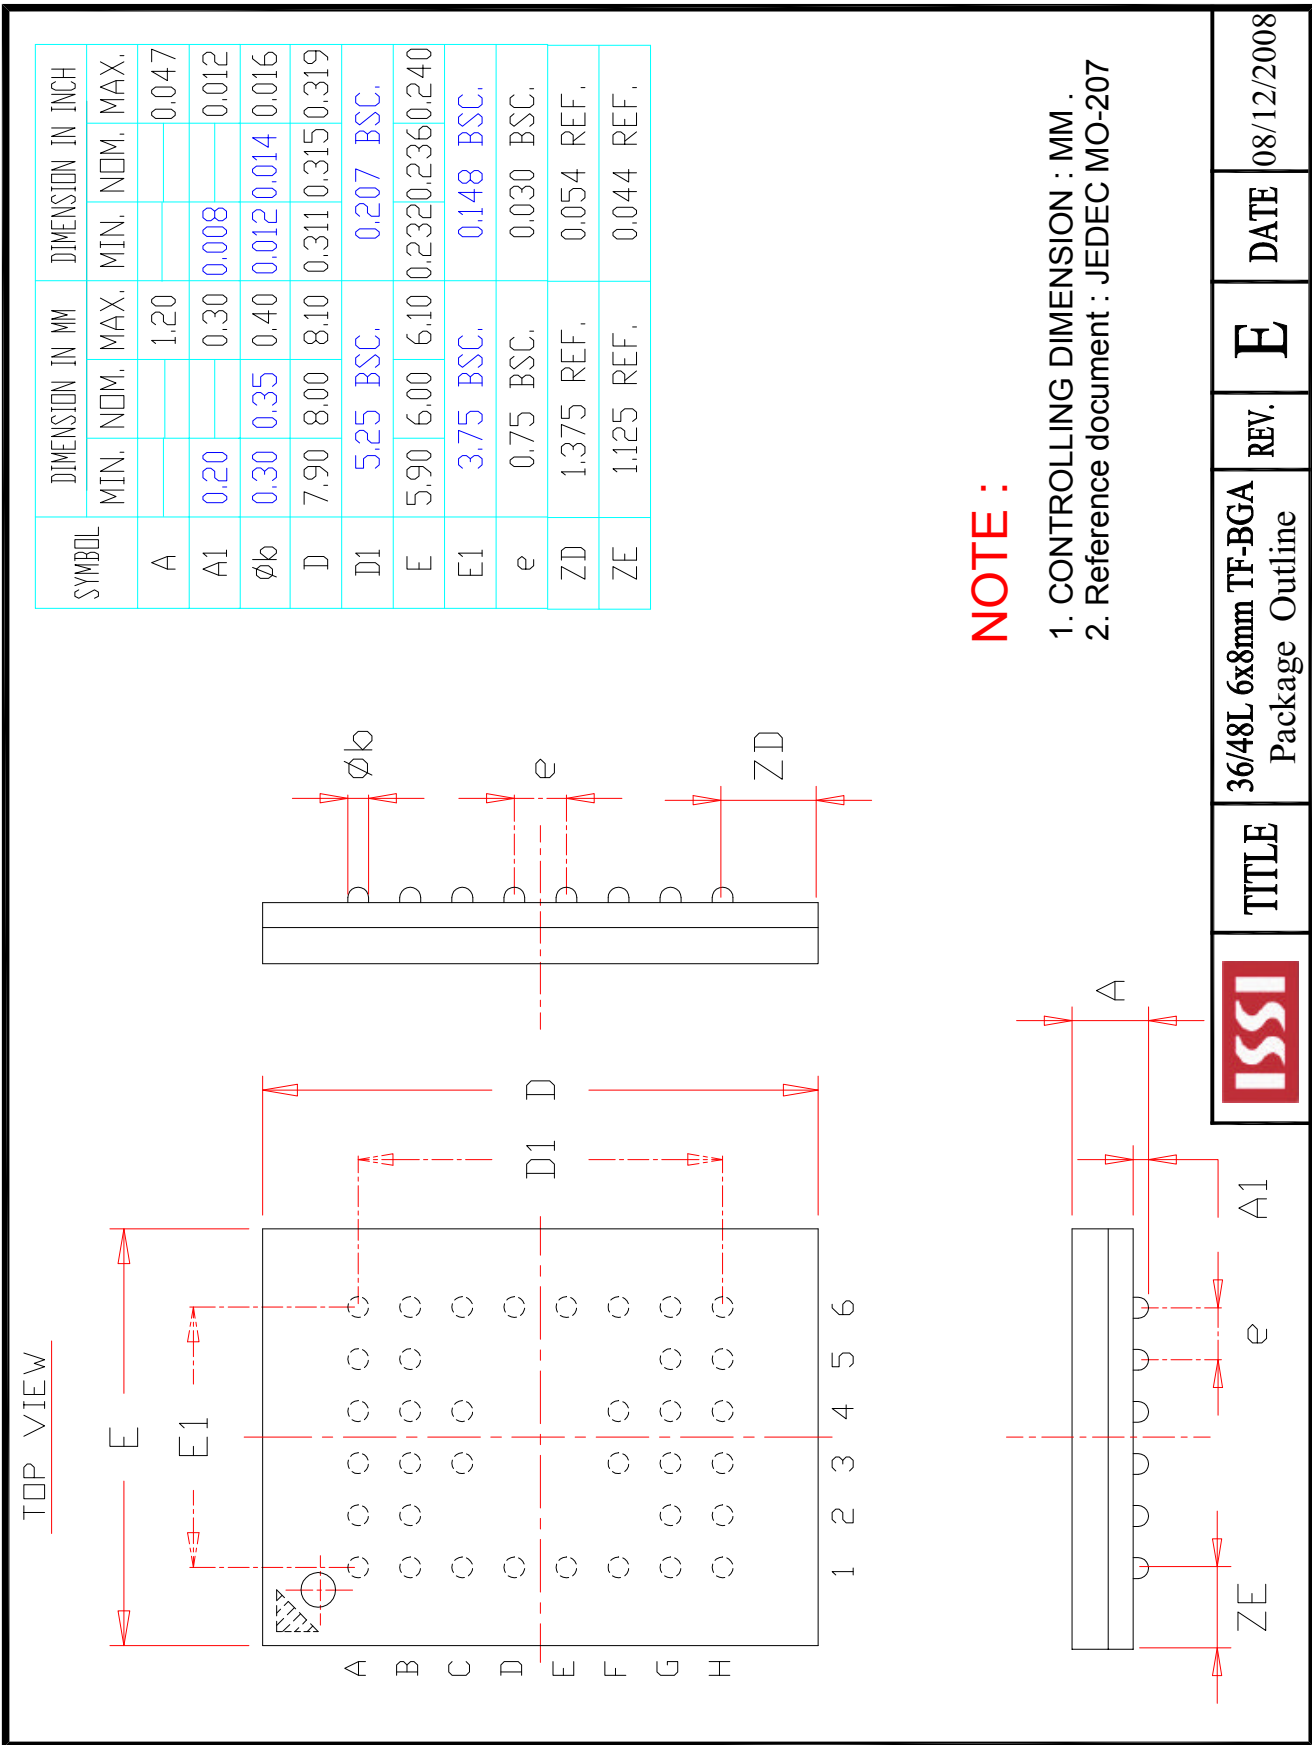 TOP VIEW
E
E1
D
D1
A
B
C
D
E
F
G
H
1 2 3 4 5 6
Øb
e
ZD
A
A1
e
ZE
SYMBOL DIMENSION IN MM DIMENSION IN INCH
MIN. NOM. MAX. MIN. NOM. MAX.
A 1.20 0.047
A1 0.20 0.30 0.008 0.012
Øb 0.30 0.35 0.40 0.012 0.014 0.016
D 7.90 8.00 8.10 0.311 0.315 0.319
D1 5.25 BSC. 0.207 BSC.
E 5.90 6.00 6.10 0.232 0.236 0.240
E1 3.75 BSC. 0.148 BSC.
e 0.75 BSC. 0.030 BSC.
ZD 1.375 REF. 0.054 REF.
ZE 1.125 REF. 0.044 REF.
NOTE :
1. CONTROLLING DIMENSION : MM .
2. Reference document : JEDEC MO-207
ISSI
TITLE
36/48L 6x8mm TF-BGA
Package Outline
REV. E DATE 08/12/2008